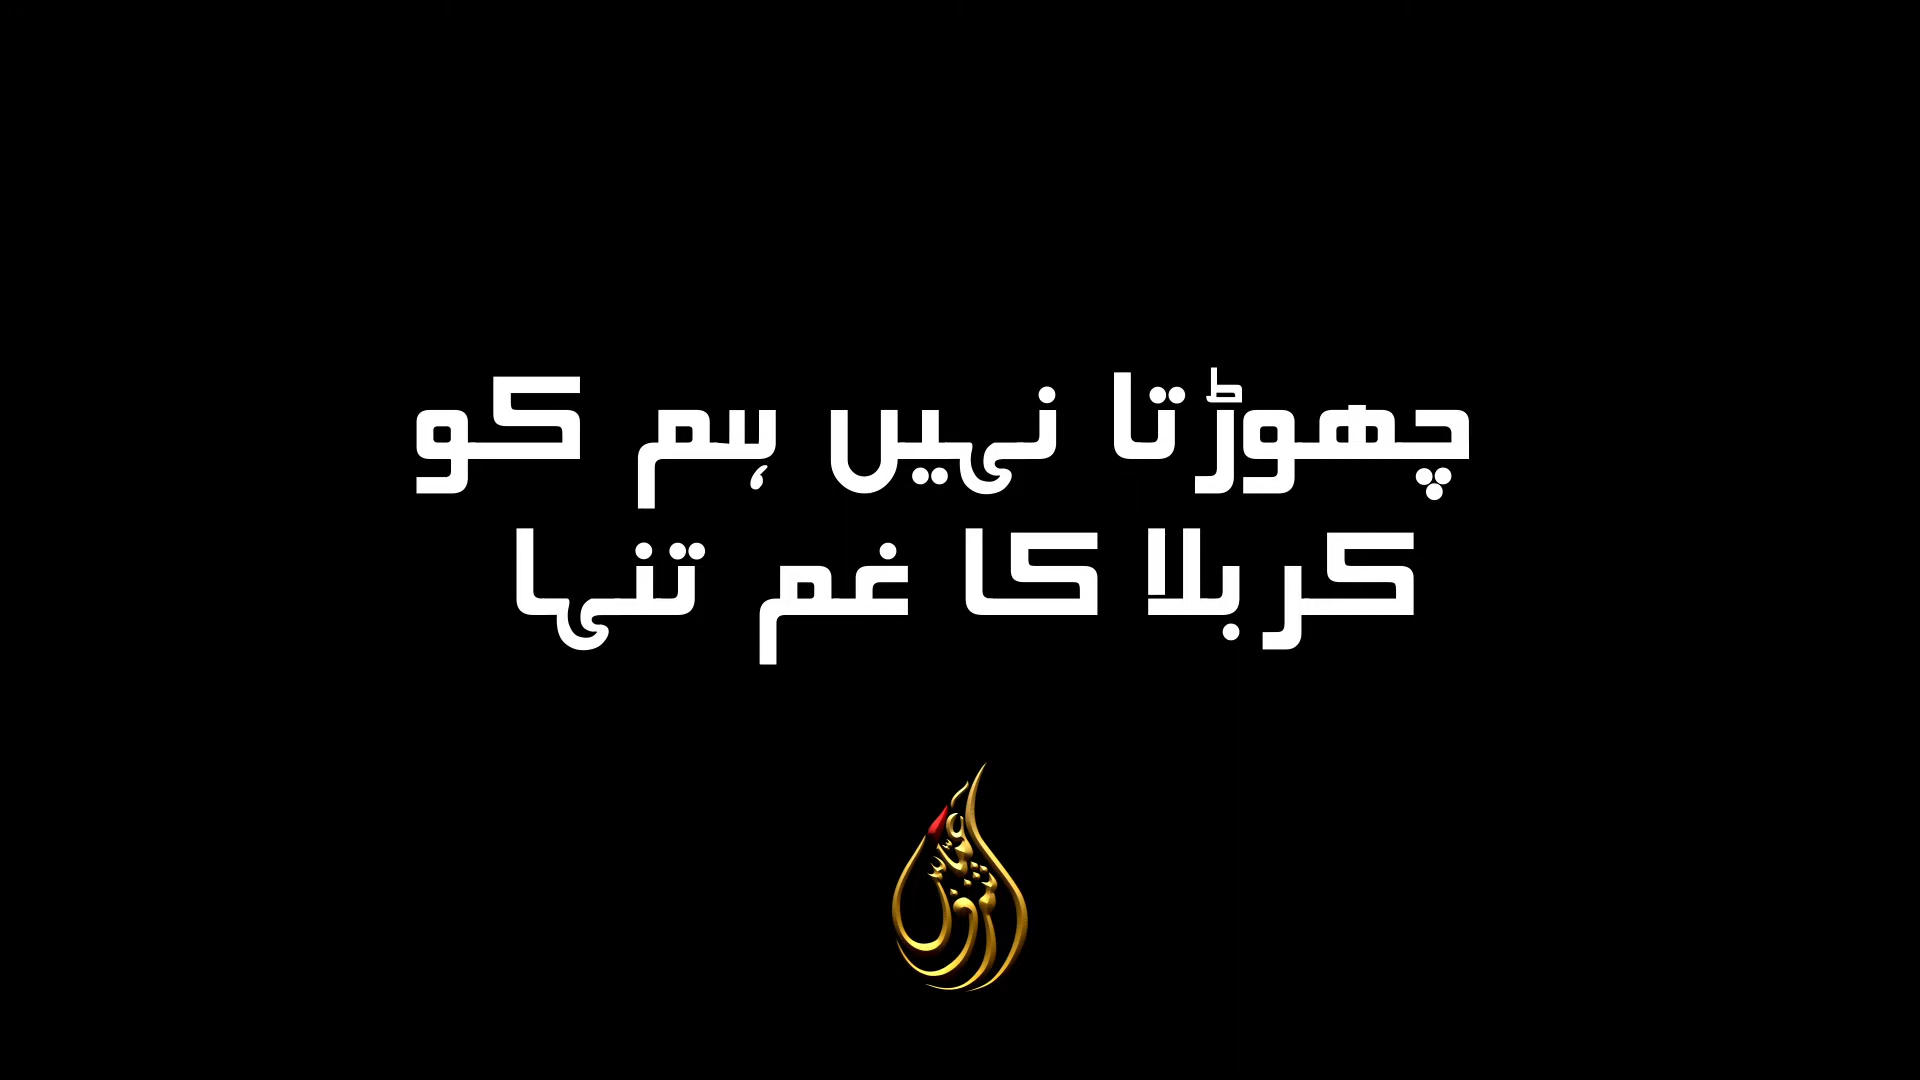 چھوڑتا نہیں ہم کو
کربلا کا غم تنہا